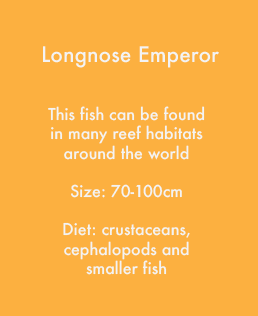 Longnose Emperor
This fish can be found
in many reef habitats
around the world
Size: 70-100cm
Diet: crustaceans,
cephalopods and
smaller fish